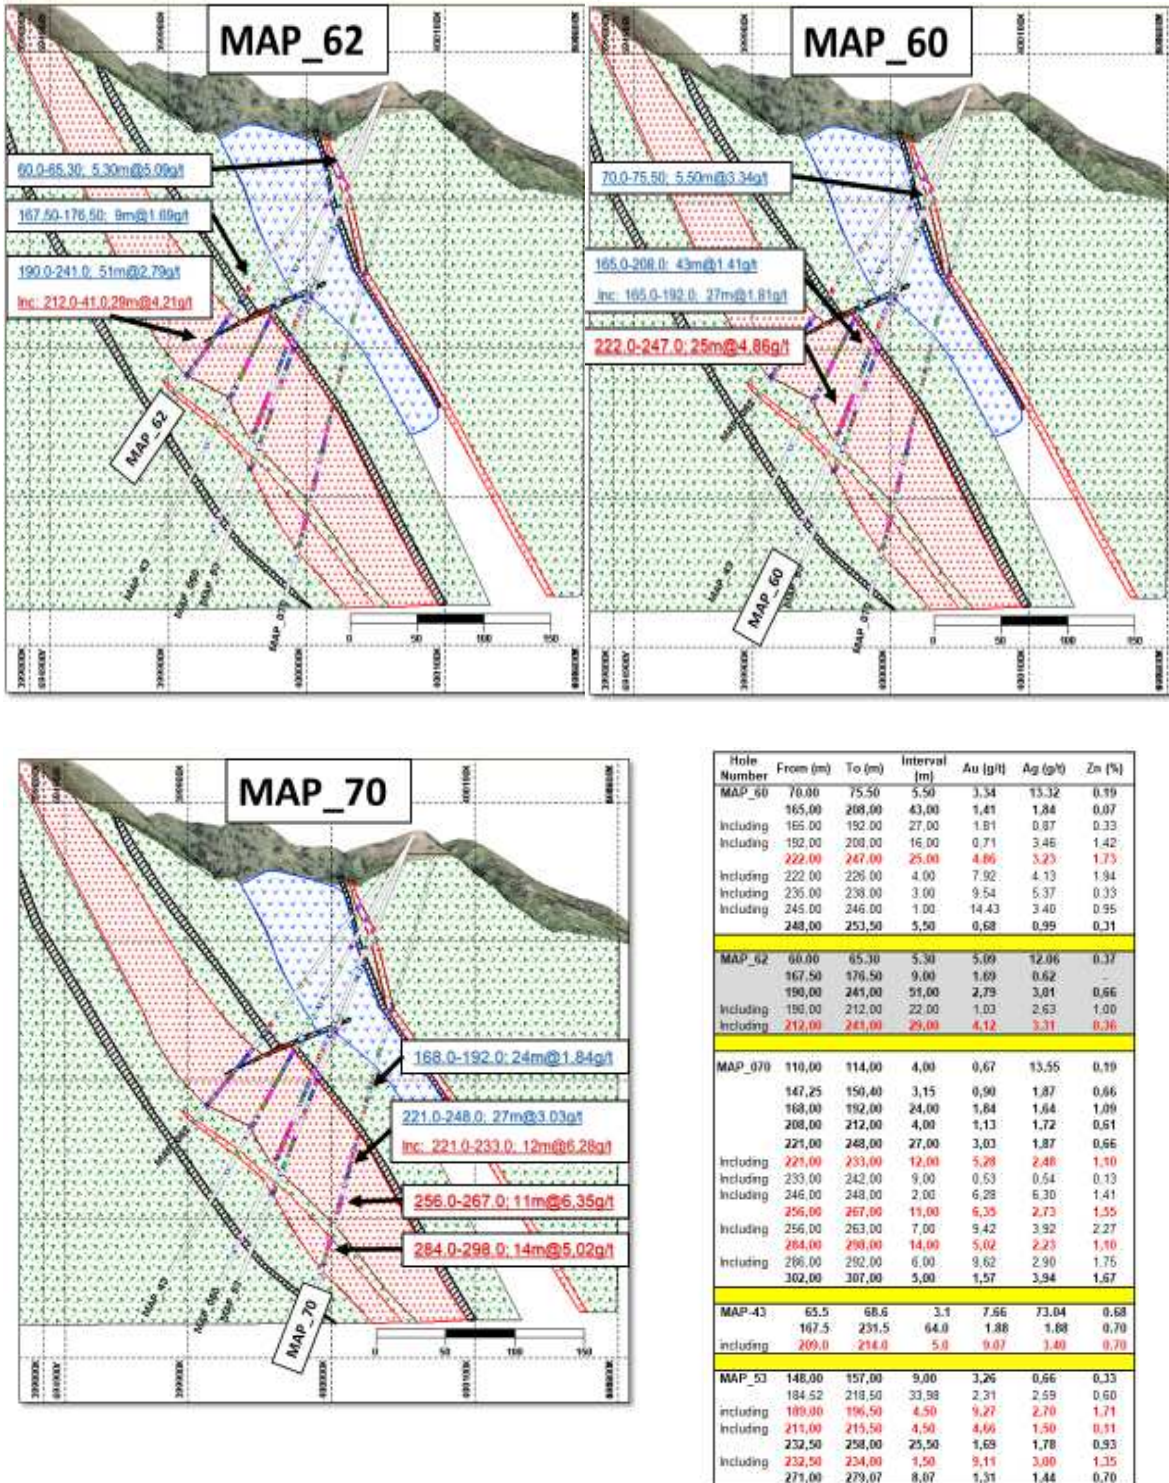 MAP_62
60.0-65.30; 5.30m@5.09g/t
167.50-176.50; 9m@1.69g/t
190.0-241.0; 51m@2.79g/t
Inc: 212.0-41.0;29m@4.21g/t
MAP_62
MAP_43
MAP_060
MAP_53
MAP_070
0 50 100 150
MAP_60
70.0-75.50; 5.50m@3.34g/t
165.0-208.0; 43m@1.41g/t
Inc: 165.0-192.0; 27m@1.81g/t
222.0-247.0; 25m@4.86g/t
MAP_43
MAP_60
MAP_070
0 50 100 150
MAP_70
168.0-192.0; 24m@1.84g/t
221.0-248.0; 27m@3.03g/t
Inc: 221.0-233.0; 12m@6,28g/t
256.0-267.0; 11m@6,35g/t
284.0-298.0; 14m@5,02g/t
MAP_43
MAP_060
MAP_53
MAP_70
0 50 100 150
Hole Number From (m) To (m) Interval (m) Au (g/t) Ag (g/t) Zn (%)
MAP_60 70.00 75.50 5.50 3.34 13.32 0.19
165,00 208,00 43,00 1,41 1,84 0,07
Including 165.00 192.00 27,00 1.81 0,87 0.33
Including 192.00 208.00 16,00 0,71 3.46 1.42
222,00 247,00 25,00 4,86 3,23 1,73
Including 222.00 226.00 4.00 7.92 4.13 1.94
Including 235.00 238.00 3.00 9.54 5.37 0.33
Including 245.00 246.00 1.00 14.43 3.40 0.95
248,00 253,50 5,50 0,68 0,99 0,31
MAP_62 60.00 65.30 5.30 5,09 12.06 0.37
167.50 176.50 9,00 1.69 0.62 -
190,00 241,00 51,00 2,79 3,01 0,66
Including 190.00 212.00 22,00 1,03 2,63 1,00
Including 212,00 241,00 29,00 4,12 3,31 0,36
MAP_070 110,00 114,00 4,00 0,67 13,55 0,19
147,25 150,40 3,15 0,90 1,87 0,66
168,00 192,00 24,00 1,84 1,64 1,09
208,00 212,00 4,00 1,13 1,72 0,61
221,00 248,00 27,00 3,03 1,87 0,66
Including 221,00 233,00 12,00 5,28 2,48 1,10
Including 233,00 242,00 9,00 0,53 0,54 0,13
Including 246,00 248,00 2,00 6,28 6,30 1,41
256,00 267,00 11,00 6,35 2,73 1,55
Including 256,00 263,00 7,00 9,42 3,92 2,27
284,00 298,00 14,00 5,02 2,23 1,10
Including 286,00 292,00 6,00 9,62 2,90 1,75
302,00 307,00 5,00 1,57 3,94 1,67
MAP-43 65.5 68.6 3.1 7.66 73.04 0.68
167.5 231.5 64.0 1.88 1.88 0.70
including 209.0 214.0 5.0 9.07 3.40 0.70
MAP_53 148,00 157,00 9,00 3,26 0,66 0,33
184,52 218,50 33,98 2,31 2,59 0,60
including 189,00 196,50 4,50 9,27 2,70 1,71
Including 211,00 215,50 4,50 4,66 1,50 0,11
232,50 258,00 25,50 1,69 1,78 0,93
Including 232,50 234,00 1,50 9,11 3,00 1,35
271,00 279,07 8,07 1,31 1,44 0,70